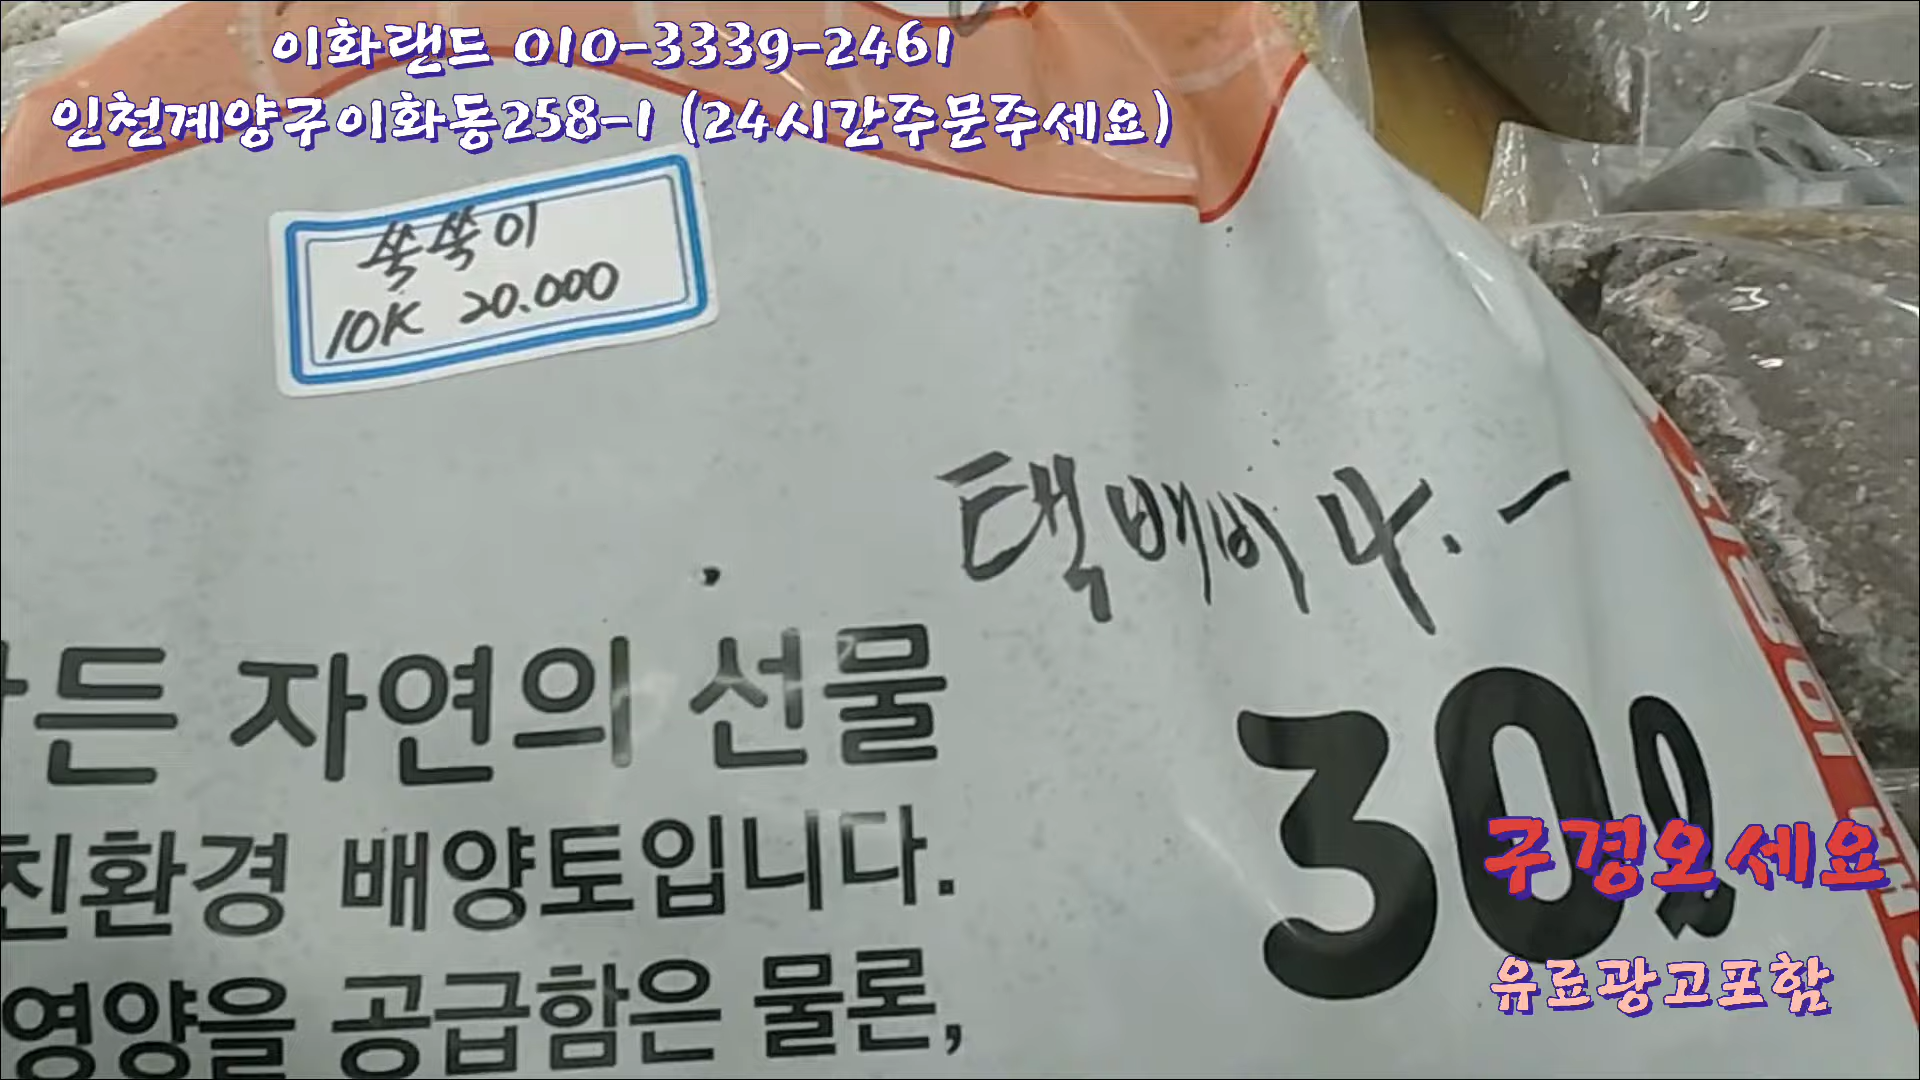 이화랜드 010-3339-2461
인천계양구이화동258-1 (24시간주문주세요)
쑥쑥이
10K 20.000
택배비 4.-
든 자연의 선물
30ℓ
친환경 배양토입니다.
구경오세요
영양을 공급함은 물론,
유료광고포함